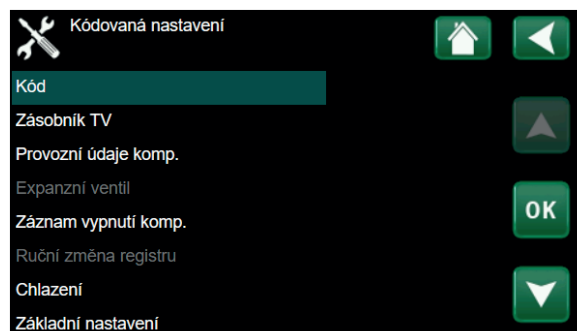 Kódovaná nastavení
Kód
Zásobník TV
Provozní údaje komp.
Expanzní ventil
OK
Záznam vypnutí komp.
Ruční změna registru
Chlazení
Základní nastavení